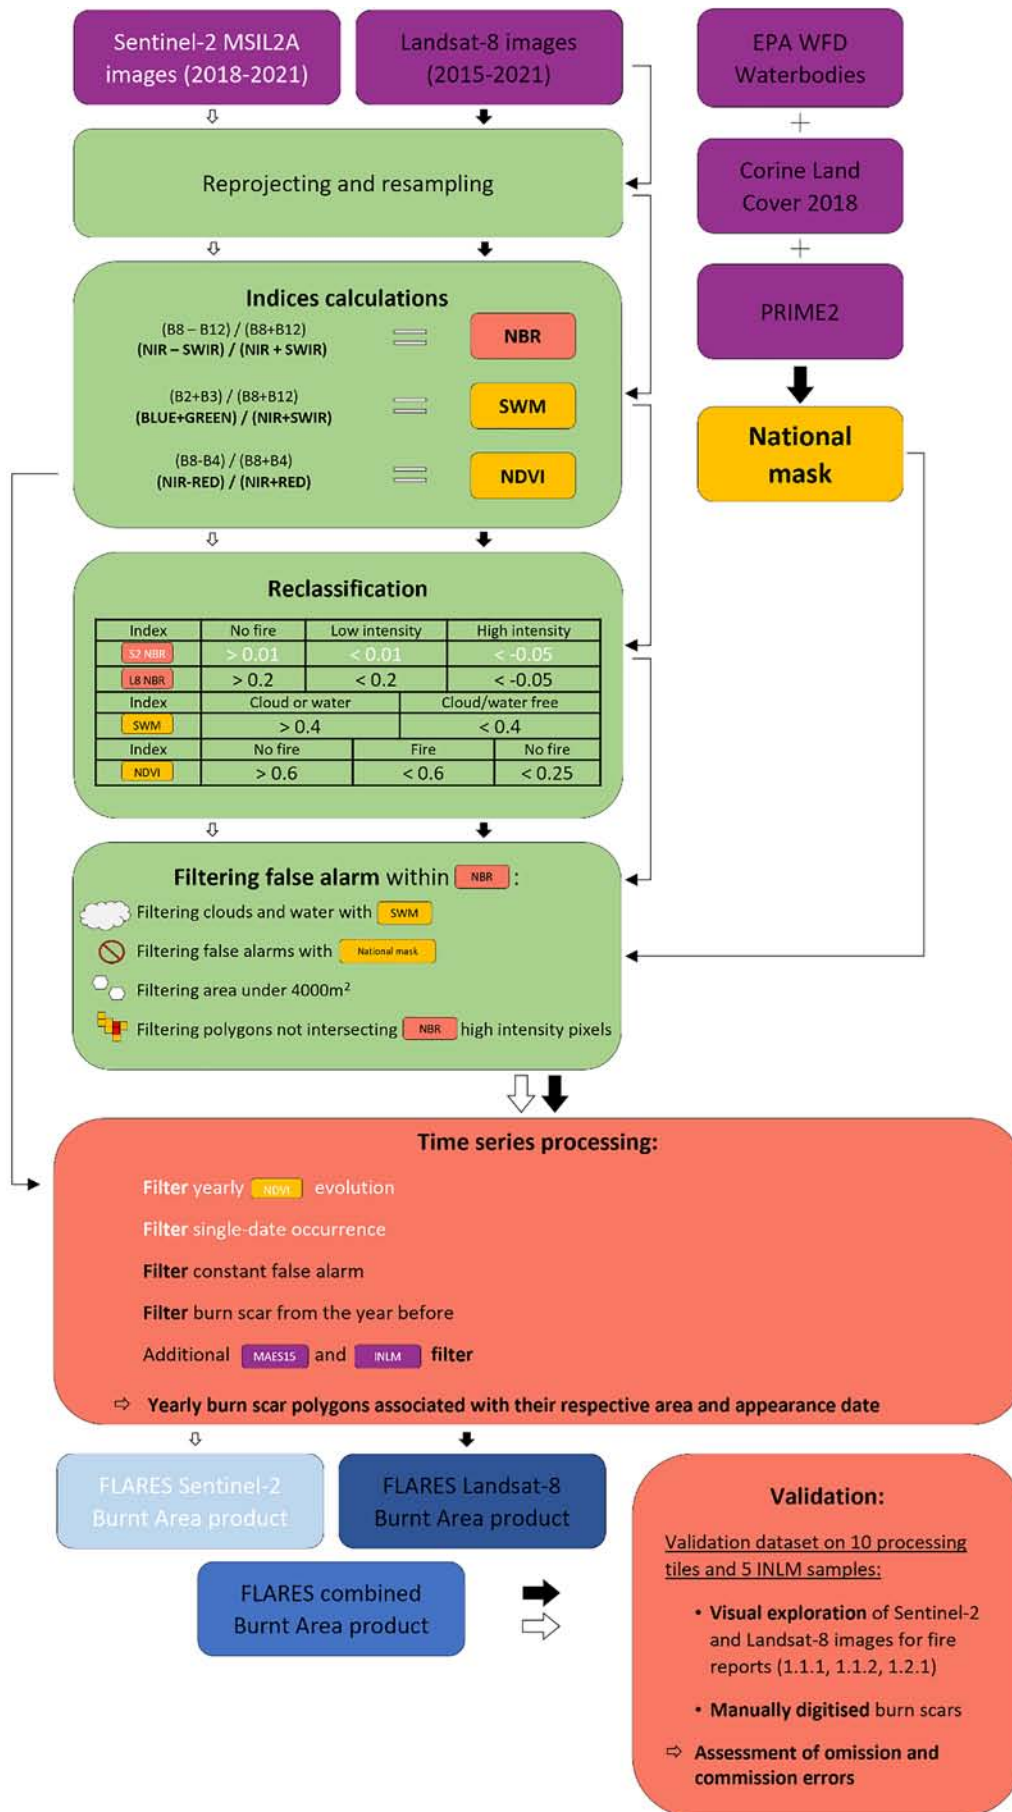 Sentinel-2 MSIL2A
images (2018-2021)
Landsat-8 images
(2015-2021)
EPA WFD
Waterbodies
+
Corine Land
Cover 2018
+
PRIME2
National
mask
Reprojecting and resampling
Indices calculations
(B8 – B12) / (B8+B12)
(NIR – SWIR) / (NIR + SWIR)
=
NBR
(B2+B3) / (B8+B12)
(BLUE+GREEN) / (NIR+SWIR)
=
SWM
(B8-B4) / (B8+B4)
(NIR-RED) / (NIR+RED)
=
NDVI
Reclassification
Index No fire Low intensity High intensity
S2 NBR > 0.01 < 0.01 < -0.05
L8 NBR > 0.2 < 0.2 < -0.05
Index Cloud or water Cloud/water free
SWM > 0.4 < 0.4
Index No fire Fire No fire
NDVI > 0.6 < 0.6 < 0.25
Filtering false alarm within NBR :
Filtering clouds and water with SWM
Filtering false alarms with National mask
Filtering area under 4000m²
Filtering polygons not intersecting NBR high intensity pixels
Time series processing:
Filter yearly NDVI evolution
Filter single-date occurrence
Filter constant false alarm
Filter burn scar from the year before
Additional MAES15 and INLM filter
⇨ Yearly burn scar polygons associated with their respective area and appearance date
FLARES Sentinel-2
Burnt Area product
FLARES Landsat-8
Burnt Area product
FLARES combined
Burnt Area product
Validation:
Validation dataset on 10 processing
tiles and 5 INLM samples:
• Visual exploration of Sentinel-2
and Landsat-8 images for fire
reports (1.1.1, 1.1.2, 1.2.1)
• Manually digitised burn scars
⇨ Assessment of omission and
commission errors